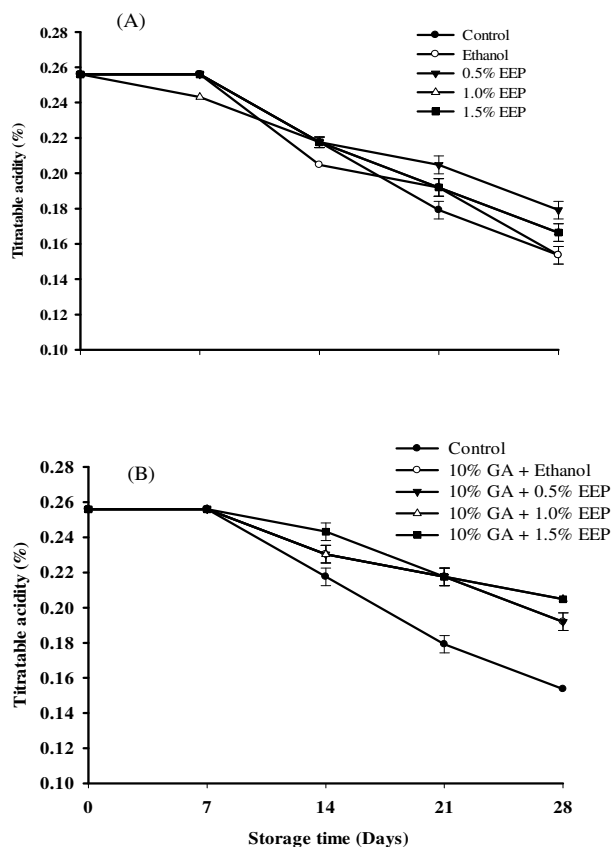 (A)
Control
Ethanol
0.5% EEP
1.0% EEP
1.5% EEP
Titratable acidity (%)
0.28
0.26
0.24
0.22
0.20
0.18
0.16
0.14
0.12
0.10
(B)
Control
10% GA + Ethanol
10% GA + 0.5% EEP
10% GA + 1.0% EEP
10% GA + 1.5% EEP
Titratable acidity (%)
0.28
0.26
0.24
0.22
0.20
0.18
0.16
0.14
0.12
0.10
0 7 14 21 28
Storage time (Days)